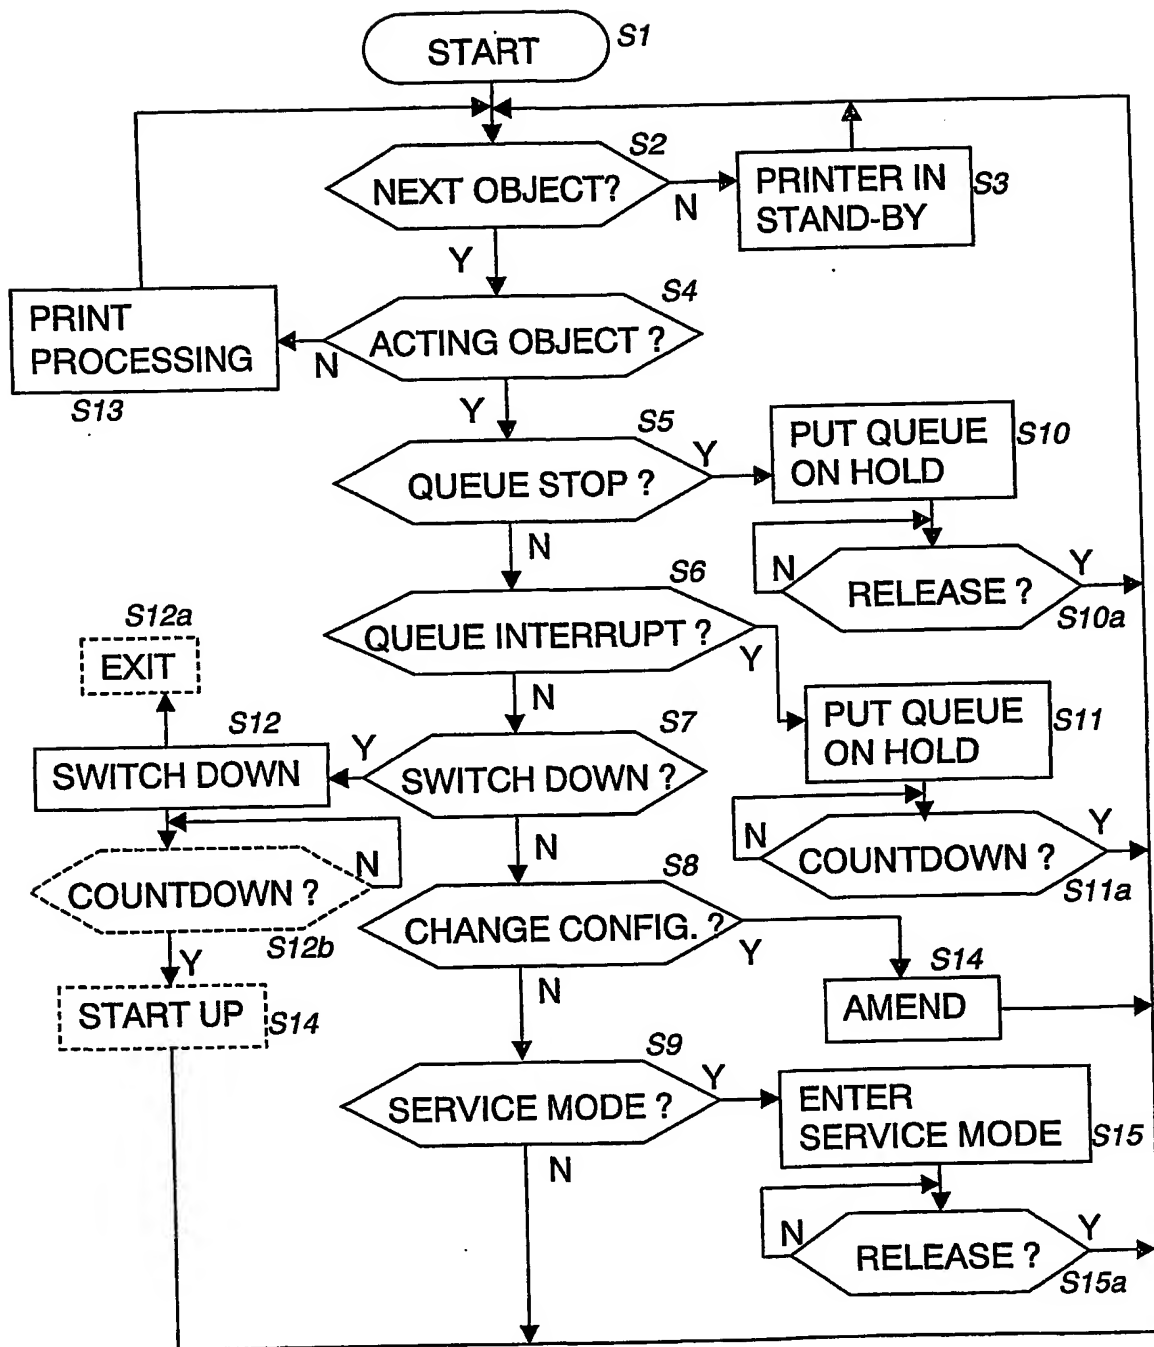 START
S1
S2
NEXT OBJECT?
N
PRINTER IN
STAND-BY
S3
Y
S4
ACTING OBJECT ?
N
PRINT
PROCESSING
S13
Y
S5
QUEUE STOP ?
Y
PUT QUEUE
ON HOLD
S10
N
N
RELEASE ?
Y
S10a
S6
QUEUE INTERRUPT ?
Y
S12a
EXIT
N
PUT QUEUE
ON HOLD
S11
S12
SWITCH DOWN
Y
S7
SWITCH DOWN ?
N
COUNTDOWN ?
Y
S11a
N
COUNTDOWN ?
S12b
N
S8
CHANGE CONFIG. ?
Y
Y
START UP
S14
S14
AMEND
N
S9
SERVICE MODE ?
Y
ENTER
SERVICE MODE
S15
N
N
RELEASE ?
Y
S15a